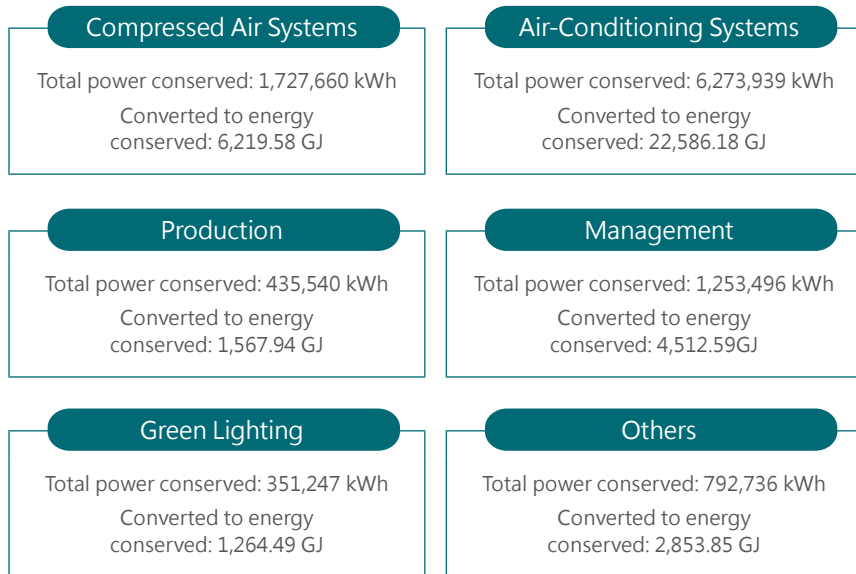 Compressed Air Systems
Total power conserved: 1,727,660 kWh
Converted to energy
conserved: 6,219.58 GJ
Air-Conditioning Systems
Total power conserved: 6,273,939 kWh
Converted to energy
conserved: 22,586.18 GJ
Production
Total power conserved: 435,540 kWh
Converted to energy
conserved: 1,567.94 GJ
Management
Total power conserved: 1,253,496 kWh
Converted to energy
conserved: 4,512.59GJ
Green Lighting
Total power conserved: 351,247 kWh
Converted to energy
conserved: 1,264.49 GJ
Others
Total power conserved: 792,736 kWh
Converted to energy
conserved: 2,853.85 GJ